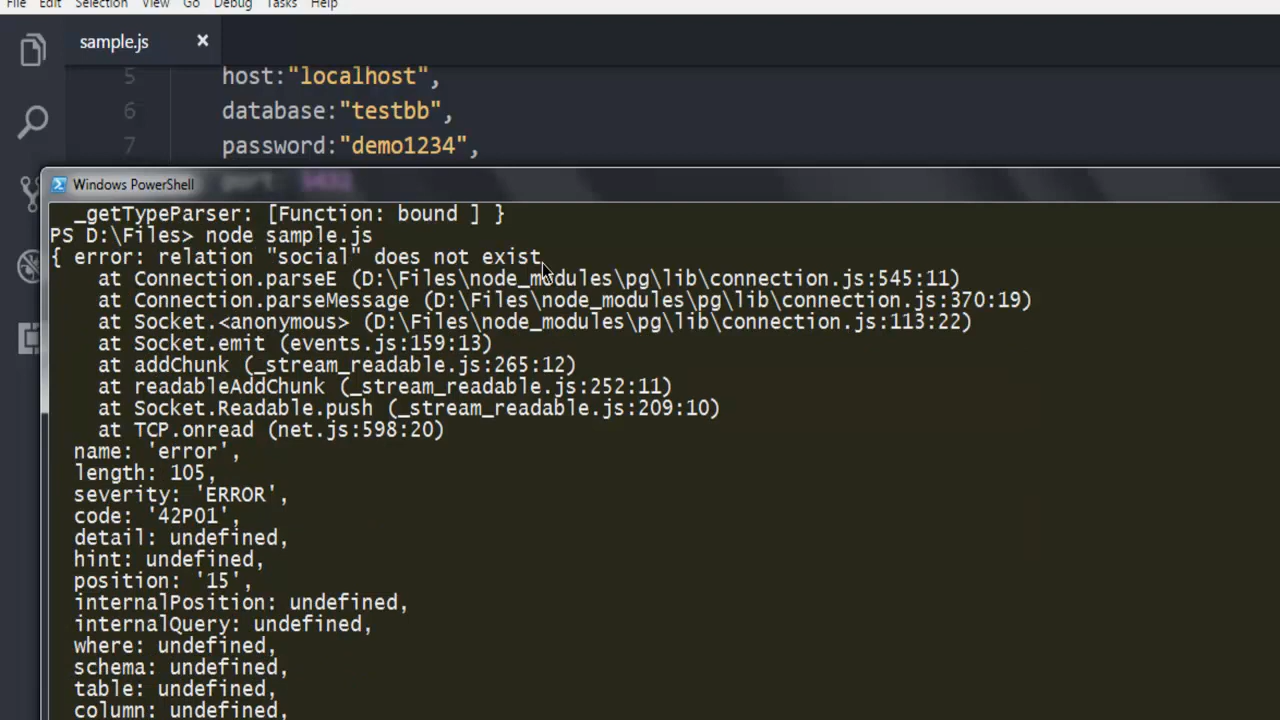 File Edit Selection View Go Debug Tasks Help
sample.js ×
5 host:"localhost",
6 database:"testbb",
7 password:"demo1234",
Windows PowerShell
_getTypeParser: [Function: bound ] }
PS D:\Files> node sample.js
{ error: relation "social" does not exist
at Connection.parseE (D:\Files\node_modules\pg\lib\connection.js:545:11)
at Connection.parseMessage (D:\Files\node_modules\pg\lib\connection.js:370:19)
at Socket.<anonymous> (D:\Files\node_modules\pg\lib\connection.js:113:22)
at Socket.emit (events.js:159:13)
at addChunk (_stream_readable.js:265:12)
at readableAddChunk (_stream_readable.js:252:11)
at Socket.Readable.push (_stream_readable.js:209:10)
at TCP.onread (net.js:598:20)
name: 'error',
length: 105,
severity: 'ERROR',
code: '42P01',
detail: undefined,
hint: undefined,
position: '15',
internalPosition: undefined,
internalQuery: undefined,
where: undefined,
schema: undefined,
table: undefined,
column: undefined,